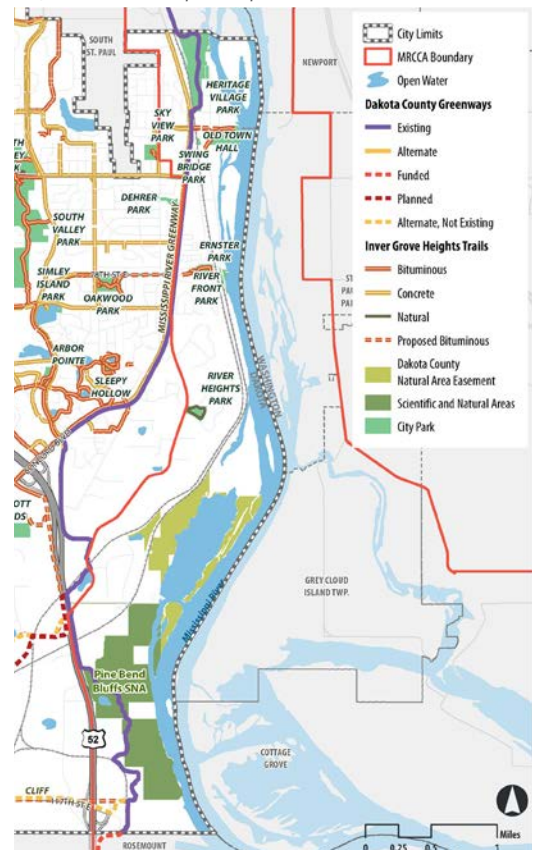 SOUTH
ST. PAUL
NEWPORT
HERITAGE
VILLAGE
PARK
SKY
VIEW
PARK
OLD TOWN
HALL
SWING
BRIDGE
PARK
DEHRER
PARK
SOUTH
VALLEY
PARK
ERNSTER
PARK
SIMLEY
ISLAND
PARK
OAKWOOD
PARK
RIVER
FRONT
PARK
MISSISSIPPI RIVER GREENWAY
ARBOR
POINTE
SLEEPY
HOLLOW
RIVER
HEIGHTS
PARK
GREY CLOUD
ISLAND TWP.
Mississippi River
Pine Bend
Bluffs SNA
52
COTTAGE
GROVE
CLIFF
117TH ST E
ROSEMOUNT
City Limits
MRCCA Boundary
Open Water
Dakota County Greenways
Existing
Alternate
Funded
Planned
Alternate, Not Existing
Inver Grove Heights Trails
Bituminous
Concrete
Natural
Proposed Bituminous
Dakota County
Natural Area Easement
Scientific and Natural Areas
City Park
Miles
0 0.25 0.5 1